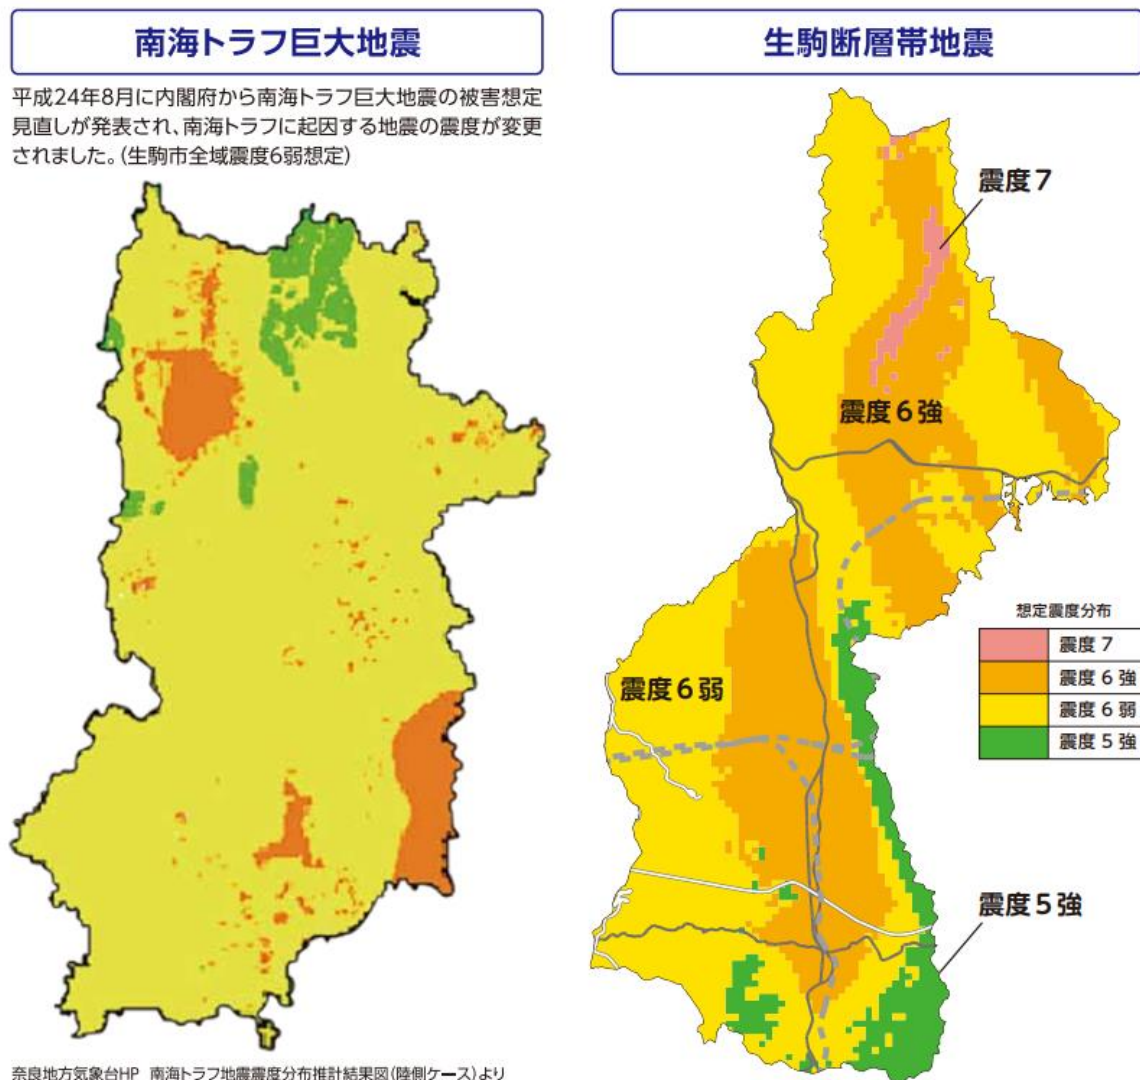 南海トラフ巨大地震
平成24年8月に内閣府から南海トラフ巨大地震の被害想定
見直しが発表され、南海トラフに起因する地震の震度が変更
されました。(生駒市全域震度6弱想定)
奈良地方気象台HP 南海トラフ地震震度分布推計結果図(陸側ケース)より
生駒断層帯地震
震度7
震度6強
震度6弱
震度5強
想定震度分布
震度7
震度6強
震度6弱
震度5強